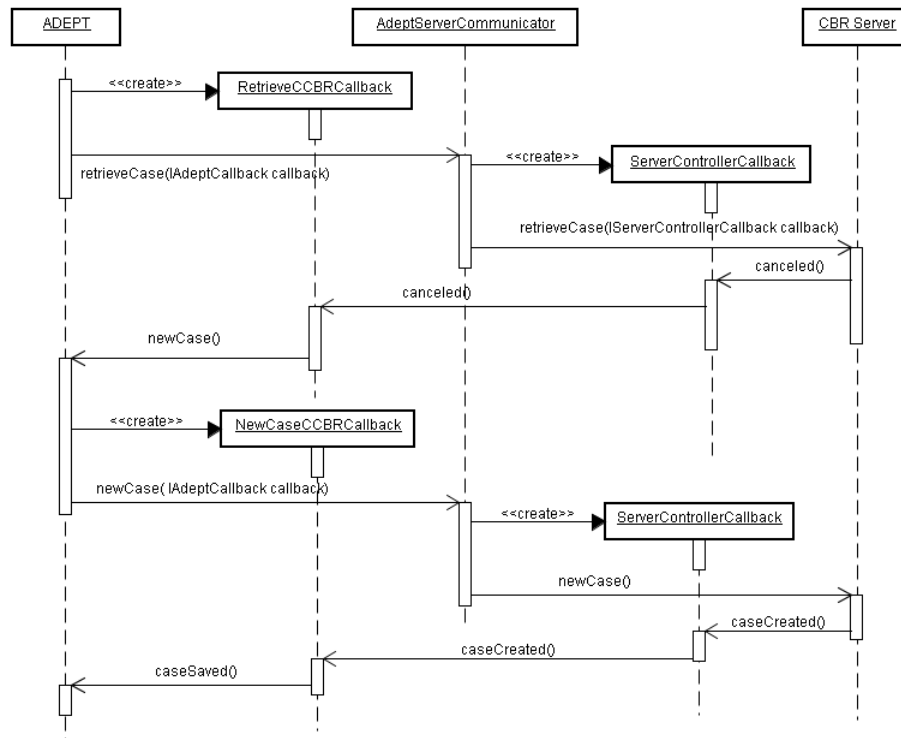 ADEPT
AdeptServerCommunicator
CBR Server
<<create>>
RetrieveCCBRCallback
retrieveCase(IAdeptCallback callback)
<<create>>
ServerControllerCallback
retrieveCase(IServerControllerCallback callback)
canceled()
canceled()
newCase()
<<create>>
NewCaseCCBRCallback
newCase( IAdeptCallback callback)
<<create>>
ServerControllerCallback
newCase()
caseCreated()
caseCreated()
caseSaved()